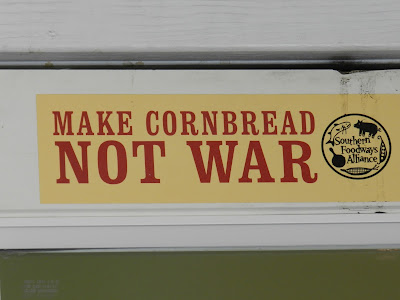 MAKE CORNBREAD
NOT WAR
Southern
Foodways
Alliance